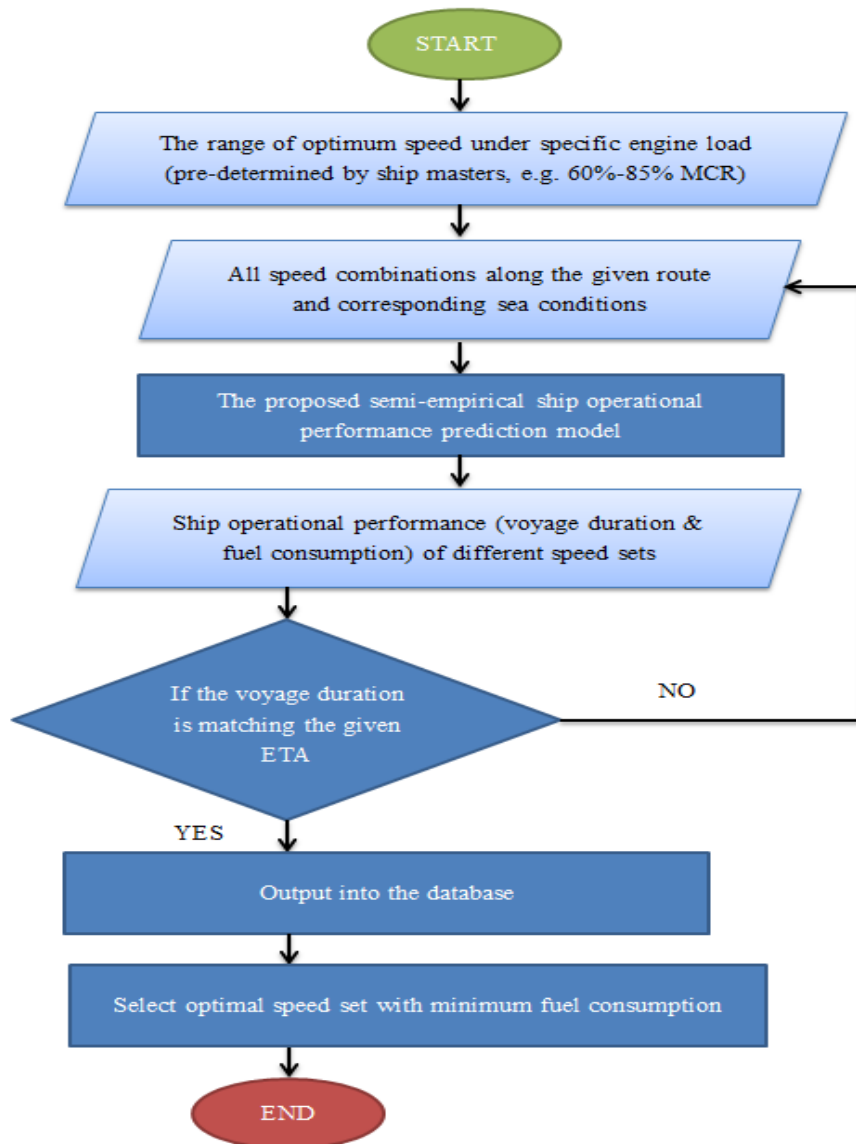 START
The range of optimum speed under specific engine load
(pre-determined by ship masters, e.g. 60%-85% MCR)
All speed combinations along the given route
and corresponding sea conditions
The proposed semi-empirical ship operational
performance prediction model
Ship operational performance (voyage duration &
fuel consumption) of different speed sets
If the voyage duration
is matching the given
ETA
NO
YES
Output into the database
Select optimal speed set with minimum fuel consumption
END